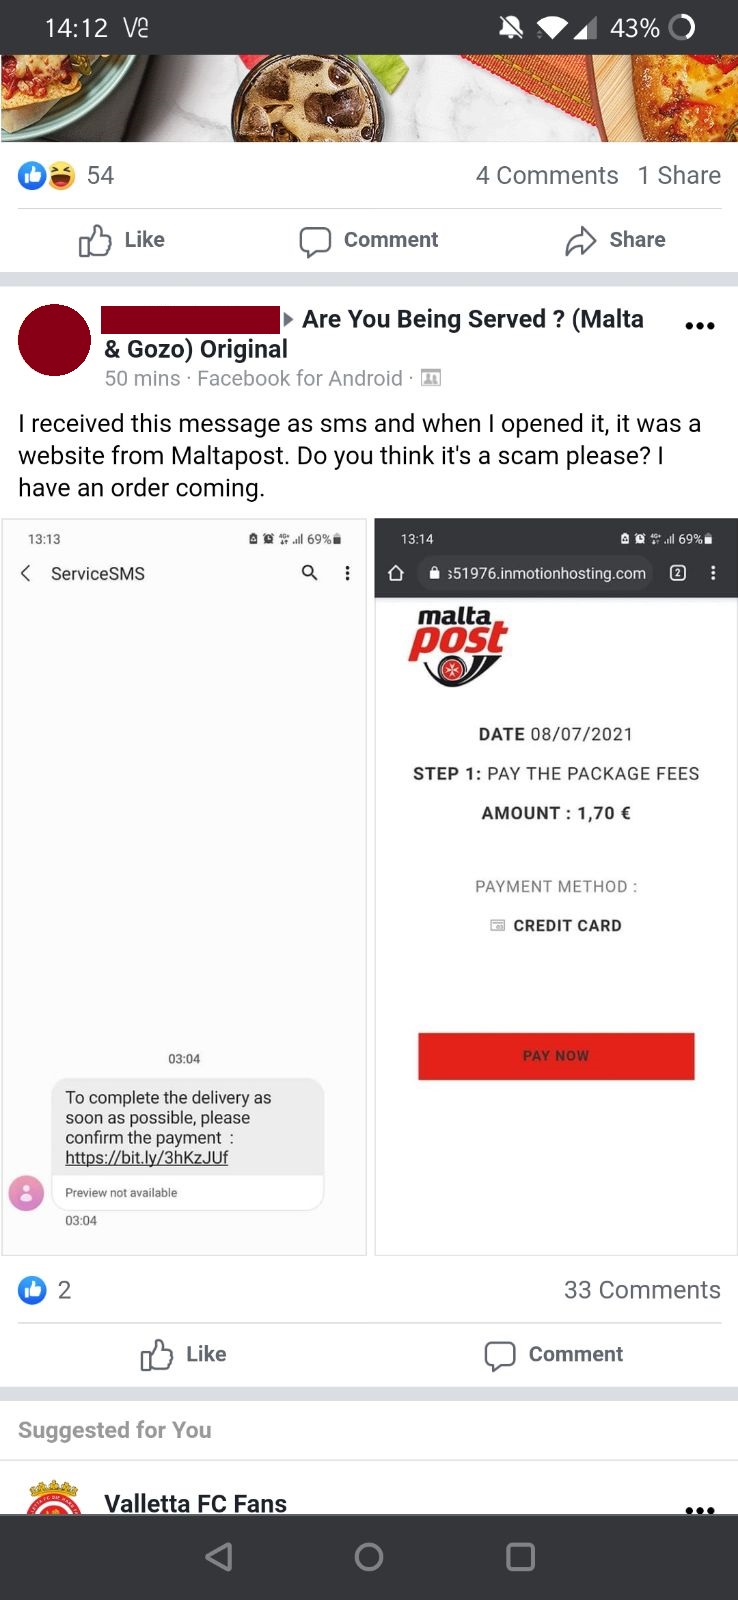 14:12
43%
54
4 Comments 1 Share
Like Comment Share
Are You Being Served ? (Malta
& Gozo) Original
50 mins · Facebook for Android ·
I received this message as sms and when I opened it, it was a
website from Maltapost. Do you think it's a scam please? I
have an order coming.
13:13
69%
ServiceSMS
03:04
To complete the delivery as
soon as possible, please
confirm the payment :
https://bit.ly/3hKzJUf
Preview not available
03:04
13:14
69%
s51976.inmotionhosting.com 2
malta
post
DATE 08/07/2021
STEP 1: PAY THE PACKAGE FEES
AMOUNT : 1,70 €
PAYMENT METHOD :
CREDIT CARD
PAY NOW
2
33 Comments
Like Comment
Suggested for You
Valletta FC Fans